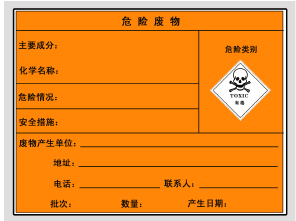 危险废物
主要成分：
危险类别
化学名称：
TOXIC
有毒
危险情况：
安全措施：
废物产生单位：
地址：
电话： 联系人：
批次： 数量： 产生日期：